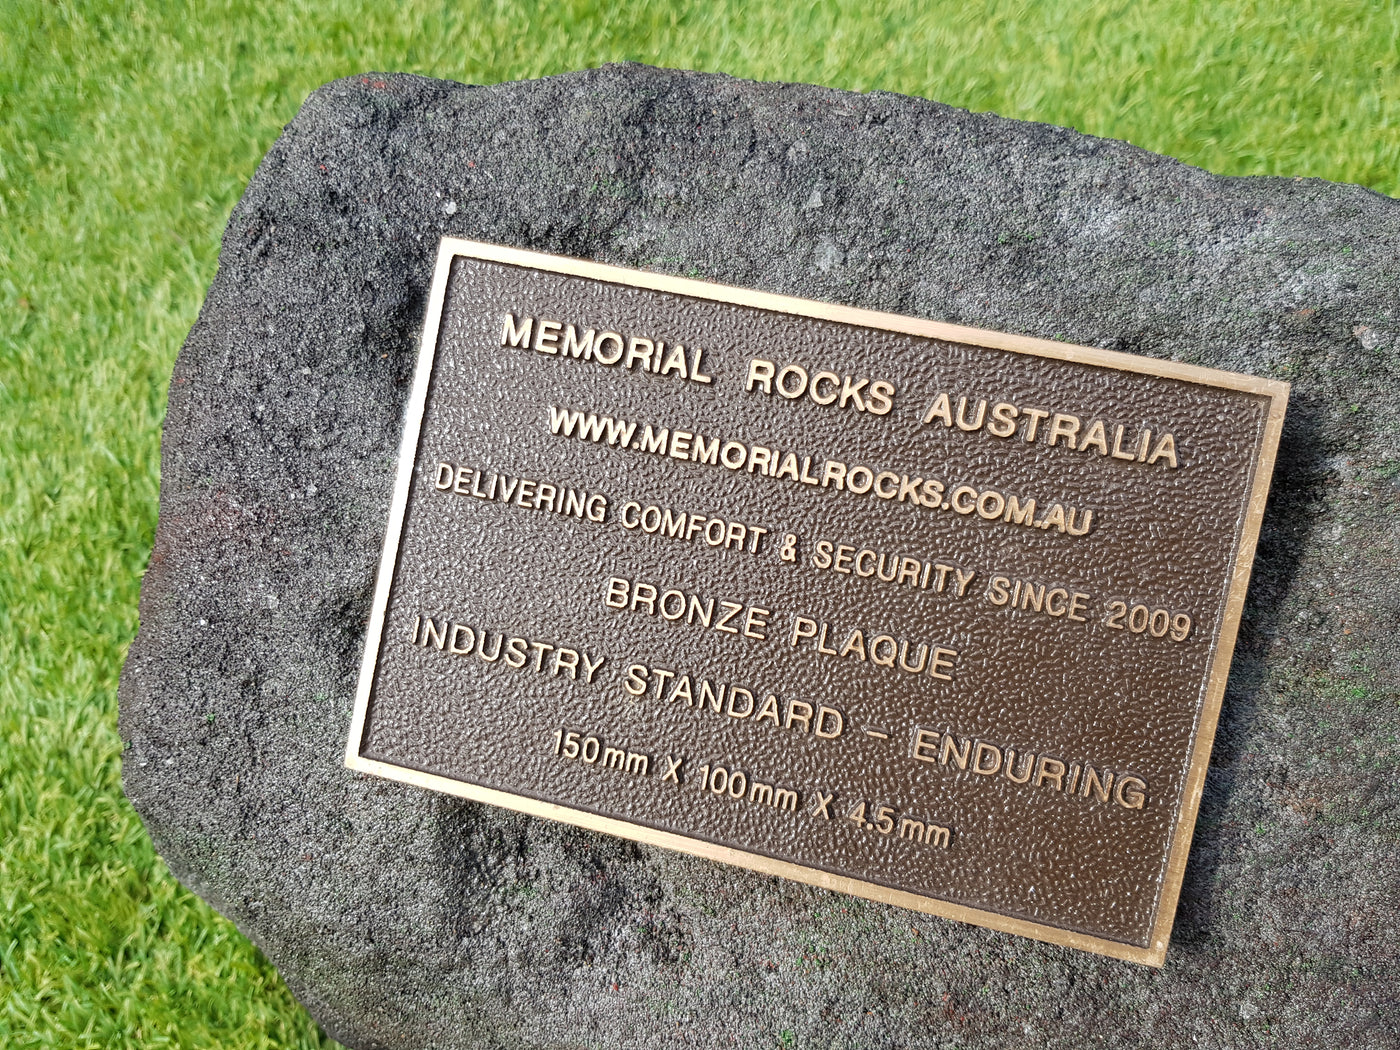 MEMORIAL ROCKS AUSTRALIA
WWW.MEMORIALROCKS.COM.AU
DELIVERING COMFORT & SECURITY SINCE 2009
BRONZE PLAQUE
INDUSTRY STANDARD - ENDURING
150mm X 100mm X 4.5mm